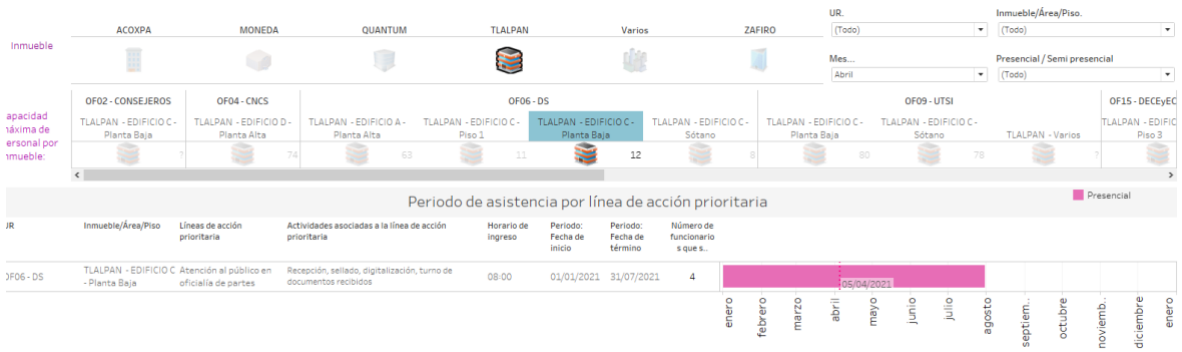 UR.
Inmueble/Área/Piso.
ACOXPA
MONEDA
QUANTUM
TLALPAN
Varios
ZAFIRO
(Todo)
(Todo)
Inmueble
Mes...
Presencial / Semi presencial
Abril
(Todo)
OF02 - CONSEJEROS
OF04 - CNCS
OF06 - DS
OF09 - UTSI
OF15 - DECEyEC
apacidad
náxima de
ersonal por
nmueble:
TLALPAN - EDIFICIO C -
Planta Baja
TLALPAN - EDIFICIO D -
Planta Alta
TLALPAN - EDIFICIO A -
Planta Alta
TLALPAN - EDIFICIO C -
Piso 1
TLALPAN - EDIFICIO C -
Planta Baja
TLALPAN - EDIFICIO C -
Sótano
TLALPAN - EDIFICIO C -
Planta Baja
TLALPAN - EDIFICIO C -
Sótano
TLALPAN - Varios
TLALPAN - EDIFIC
Piso 3
?
74
63
11
12
8
80
78
?
Periodo de asistencia por línea de acción prioritaria
Presencial
JR
Inmueble/Área/Piso
Líneas de acción
prioritaria
Actividades asociadas a la línea de acción
prioritaria
Horario de
ingreso
Periodo:
Fecha de
inicio
Periodo:
Fecha de
término
Número de
funcionario
s que s..
OF06 - DS
TLALPAN - EDIFICIO C
- Planta Baja
Atención al público en
oficialía de partes
Recepción, sellado, digitalización, turno de
documentos recibidos
08:00
01/01/2021
31/07/2021
4
05/04/2021
enero
febrero
marzo
abril
mayo
junio
julio
agosto
septiem..
octubre
noviemb..
diciembre
enero